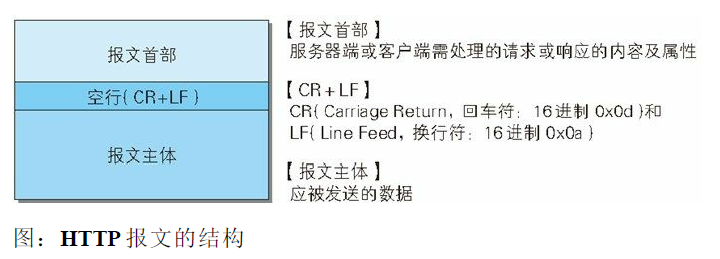 报文首部
空行( CR+LF )
报文主体
【 报文首部 】
服务器端或客户端需处理的请求或响应的内容及属性
【 CR + LF 】
CR( Carriage Return，回车符：16 进制 0x0d )和
LF( Line Feed，换行符：16 进制 0x0a )
【 报文主体 】
应被发送的数据
图：HTTP 报文的结构